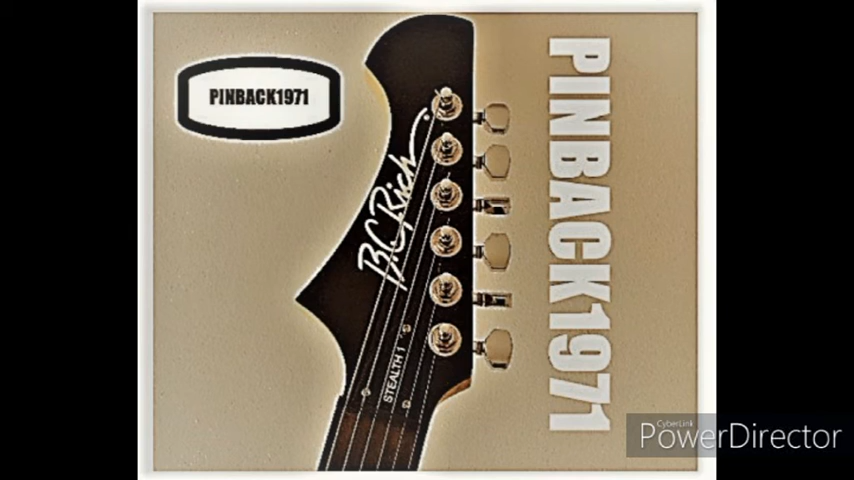 PINBACK1971
PINBACK1971
B.C.Rich
STEALTH 1
CyberLink
PowerDirector